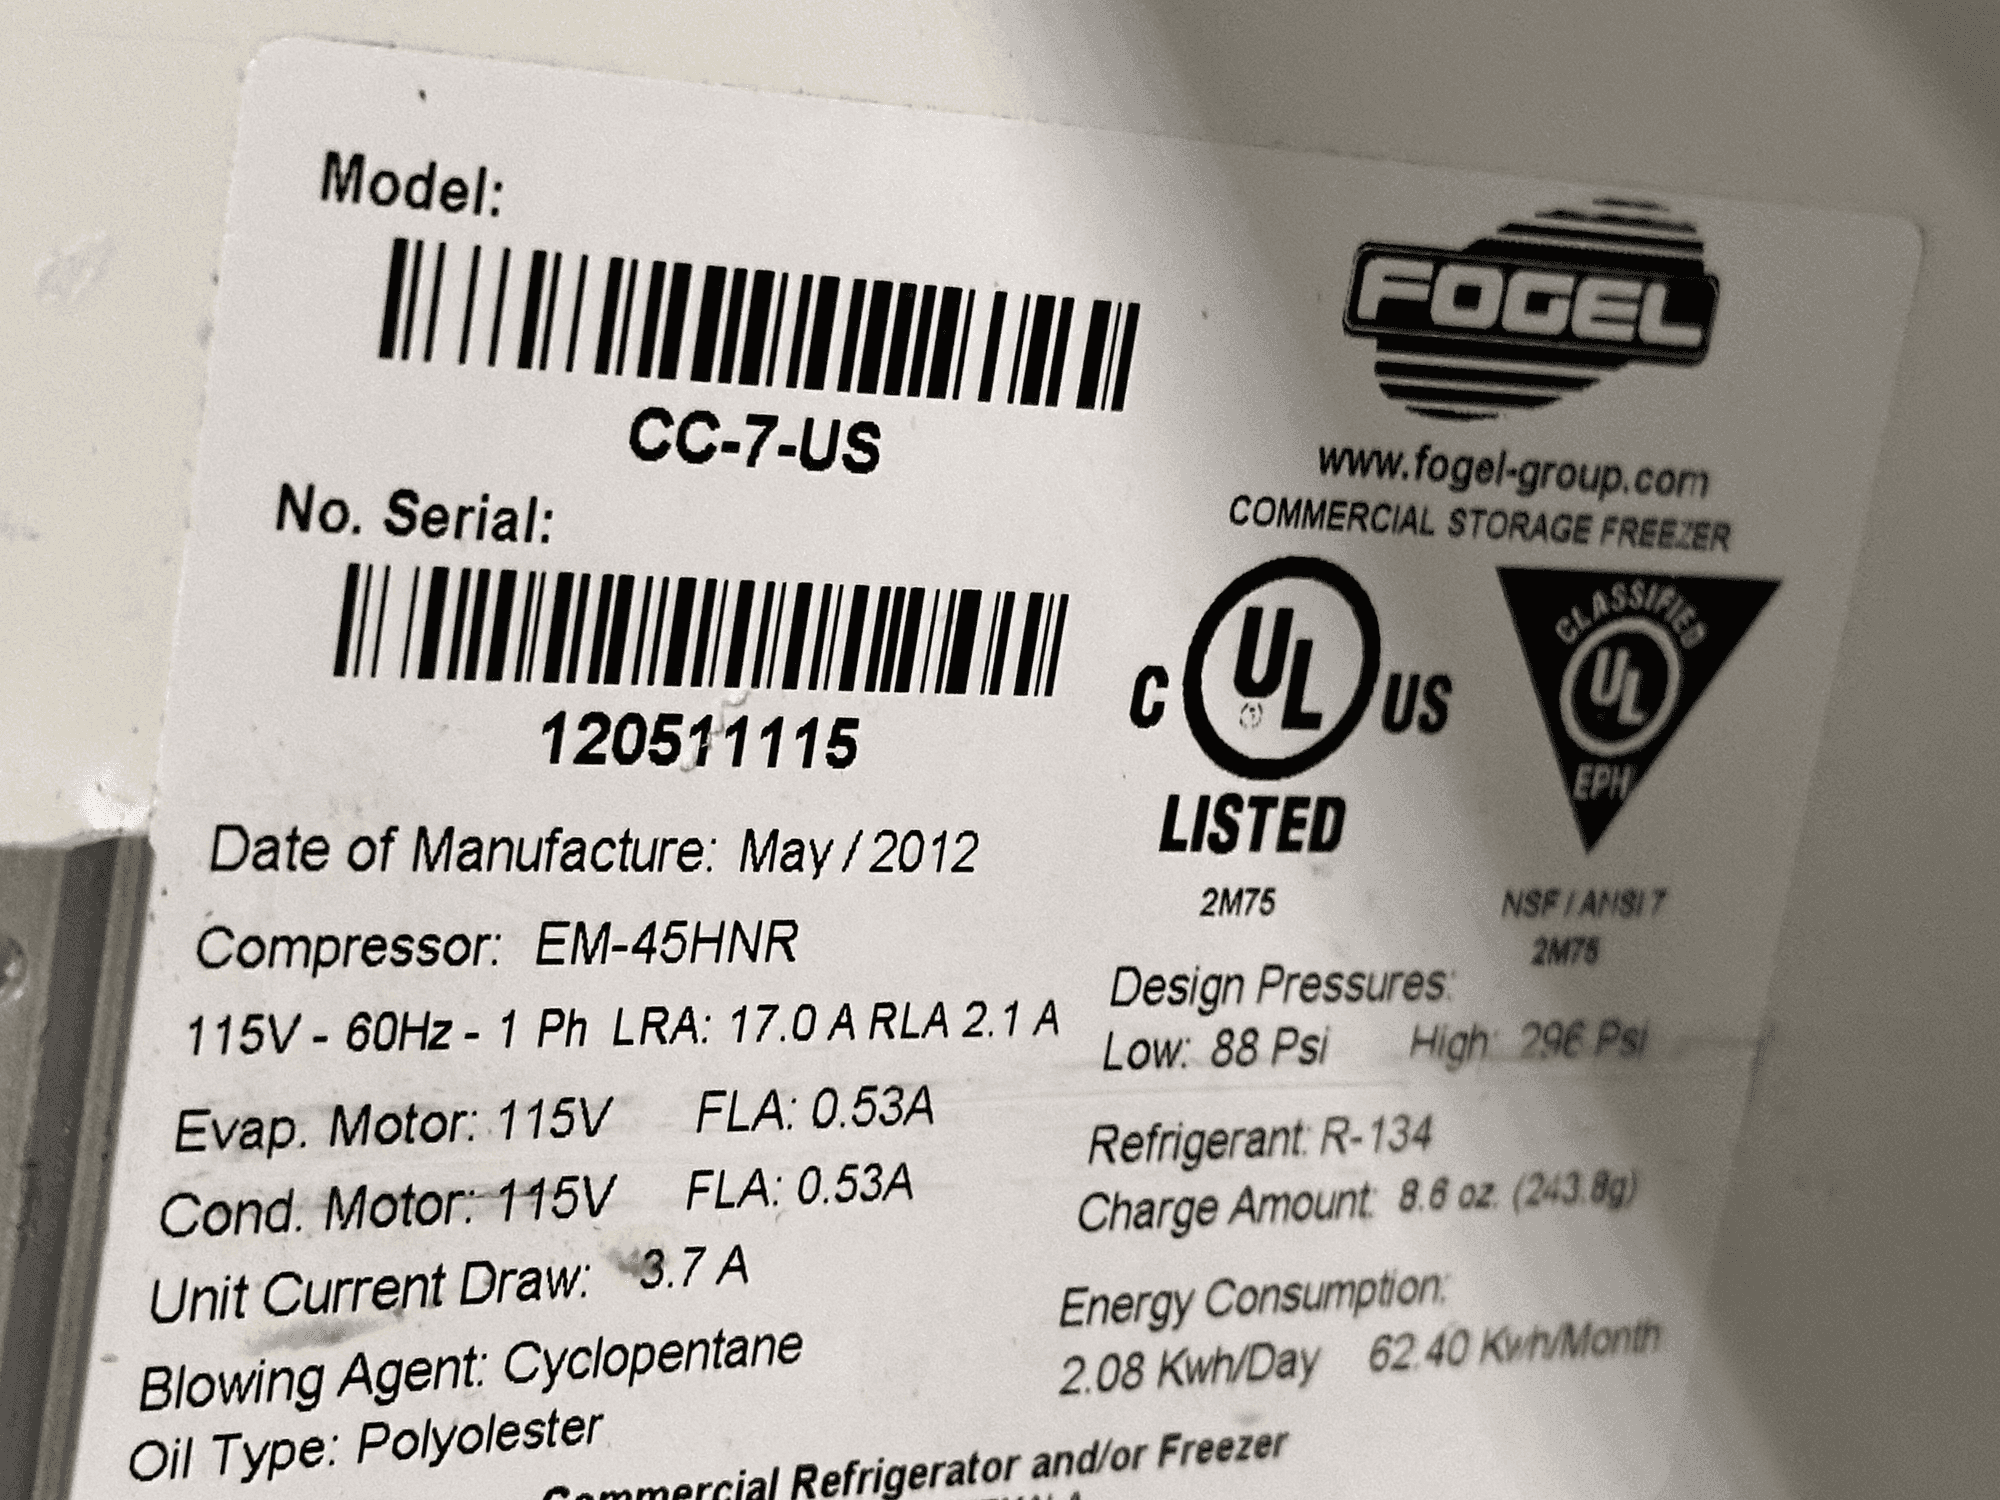 Model:
CC-7-US
No. Serial:
120511115
Date of Manufacture: May / 2012
Compressor: EM-45HNR
115V - 60Hz - 1 Ph LRA: 17.0 A RLA 2.1 A
Evap. Motor: 115V FLA: 0.53A
Cond. Motor: 115V FLA: 0.53A
Unit Current Draw: 3.7 A
Blowing Agent: Cyclopentane
Oil Type: Polyolester
FOGEL
www.fogel-group.com
COMMERCIAL STORAGE FREEZER
C UL US
LISTED
2M75
CLASSIFIED
UL
EPH
NSF / ANSI 7
2M75
Design Pressures:
Low: 88 Psi High: 296 Psi
Refrigerant: R-134
Charge Amount: 8.6 oz. (243.8g)
Energy Consumption:
2.08 Kwh/Day 62.40 Kwh/Month
Commercial Refrigerator and/or Freezer